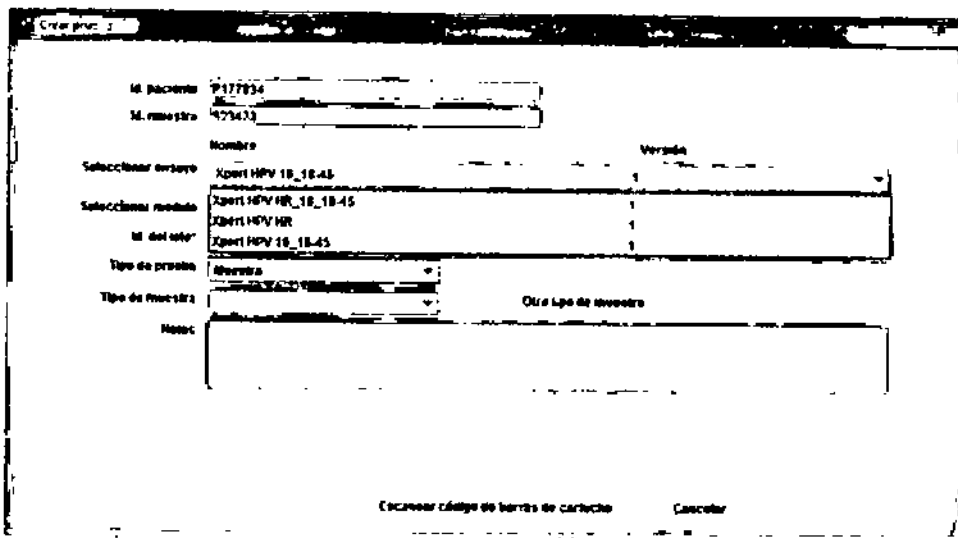 Crear prueba
Id. paciente P177834
Id. muestra
Nombre Versión
Seleccionar ensayo Xpert HPV 16_18-45 1
Seleccionar módulo Xpert HPV HR_16_18-45 1
Xpert HPV HR 1
Id. del lote* Xpert HPV 16_18-45 1
Tipo de prueba Muestra
Tipo de muestra Otro tipo de muestra
Notas
Escanear código de barras de cartucho Cancelar